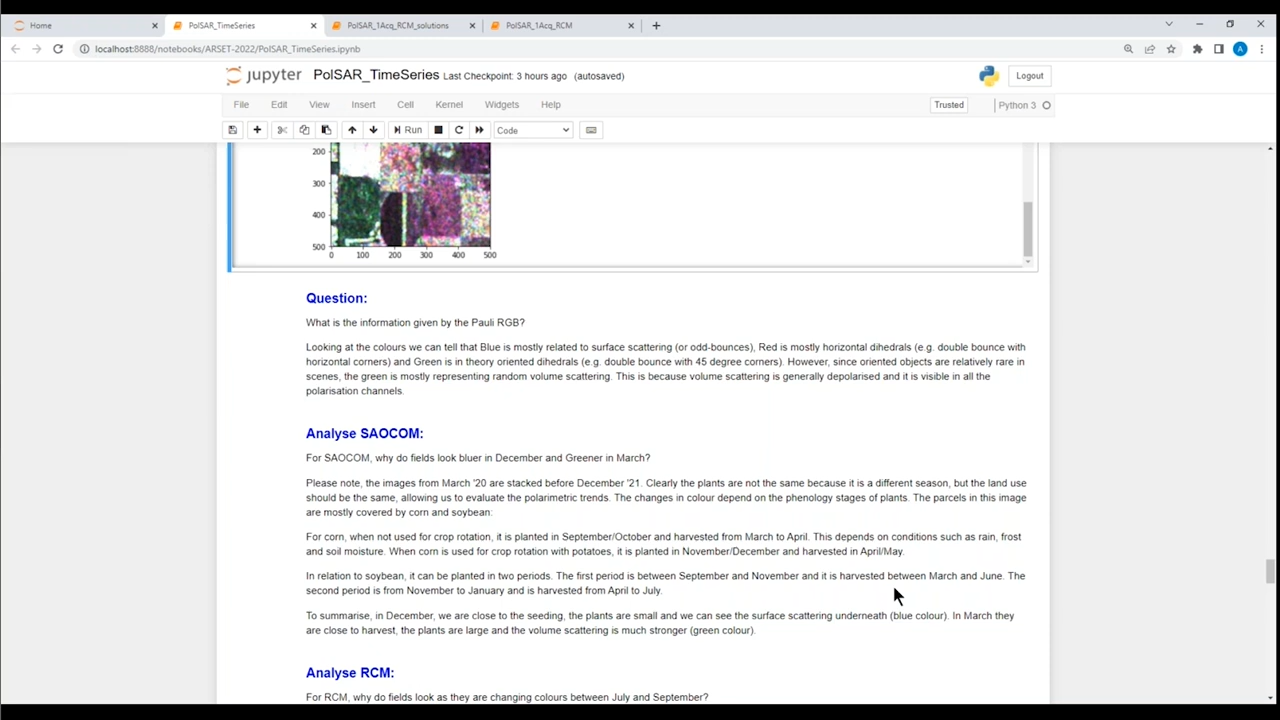 Home
PolSAR_TimeSeries
PolSAR_1Acq_RCM_solutions
PolSAR_1Acq_RCM
localhost:8888/notebooks/ARSET-2022/PolSAR_TimeSeries.ipynb
A
jupyter PolSAR_TimeSeries Last Checkpoint: 3 hours ago (autosaved)
Logout
File Edit View Insert Cell Kernel Widgets Help
Trusted Python 3
Run Code
200
300
400
500
0 100 200 300 400 500
Question:
What is the information given by the Pauli RGB?
Looking at the colours we can tell that Blue is mostly related to surface scattering (or odd-bounces), Red is mostly horizontal dihedrals (e.g. double bounce with
horizontal corners) and Green is in theory oriented dihedrals (e.g. double bounce with 45 degree corners). However, since oriented objects are relatively rare in
scenes, the green is mostly representing random volume scattering. This is because volume scattering is generally depolarised and it is visible in all the
polarisation channels.
Analyse SAOCOM:
For SAOCOM, why do fields look bluer in December and Greener in March?
Please note, the images from March '20 are stacked before December '21. Clearly the plants are not the same because it is a different season, but the land use
should be the same, allowing us to evaluate the polarimetric trends. The changes in colour depend on the phenology stages of plants. The parcels in this image
are mostly covered by corn and soybean:
For corn, when not used for crop rotation, it is planted in September/October and harvested from March to April. This depends on conditions such as rain, frost
and soil moisture. When corn is used for crop rotation with potatoes, it is planted in November/December and harvested in April/May.
In relation to soybean, it can be planted in two periods. The first period is between September and November and it is harvested between March and June. The
second period is from November to January and is harvested from April to July.
To summarise, in December, we are close to the seeding, the plants are small and we can see the surface scattering underneath (blue colour). In March they
are close to harvest, the plants are large and the volume scattering is much stronger (green colour).
Analyse RCM:
For RCM, why do fields look as they are changing colours between July and September?